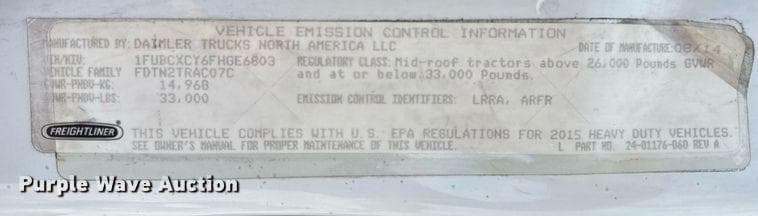 VEHICLE EMISSION CONTROL INFORMATION
MANUFACTURED BY: DAIMLER TRUCKS NORTH AMERICA LLC DATE OF MANUFACTURE: 08/14
VIN/NIV: 1FUBCXCY6FHGE6803 REGULATORY CLASS: Mid-roof tractors above 26,000 Pounds GVWR
VEHICLE FAMILY FDTN2TRAC07C and at or below 33,000 Pounds.
GVWR-PNBV-KG: 14,968
GVWR-PNBV-LBS: 33,000 EMISSION CONTROL IDENTIFIERS: LRRA, ARFR
FREIGHTLINER THIS VEHICLE COMPLIES WITH U.S. EPA REGULATIONS FOR 2015 HEAVY DUTY VEHICLES.
SEE OWNER'S MANUAL FOR PROPER MAINTENANCE OF THIS VEHICLE. L PART NO. 24-01176-060 REV A
Purple Wave Auction